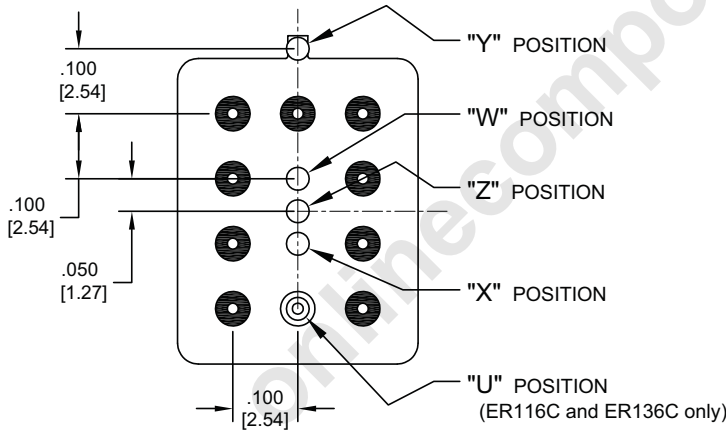 "Y" POSITION
.100
[2.54]
"W" POSITION
"Z" POSITION
.100
[2.54]
.050
[1.27]
"X" POSITION
"U" POSITION
(ER116C and ER136C only)
.100
[2.54]
onlinecompo